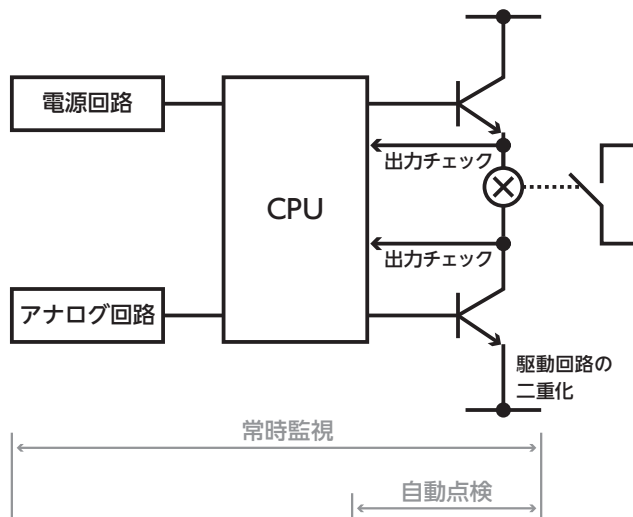 電源回路
出力チェック
CPU
出力チェック
アナログ回路
駆動回路の
二重化
常時監視
自動点検